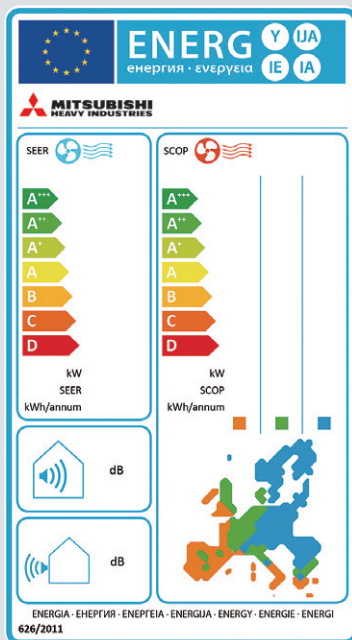 ENERG Y IJA
енергия · ενεργεια IE IA
MITSUBISHI
HEAVY INDUSTRIES
SEER
A+++
A++
A+
A
B
C
D
kW
SEER
kWh/annum
SCOP
A+++
A++
A+
A
B
C
D
kW
SCOP
kWh/annum
dB
dB
ENERGIA · ЕНЕРГИЯ · ΕΝΕΡΓΕΙΑ · ENERGIJA · ENERGY · ENERGIE · ENERGI
626/2011